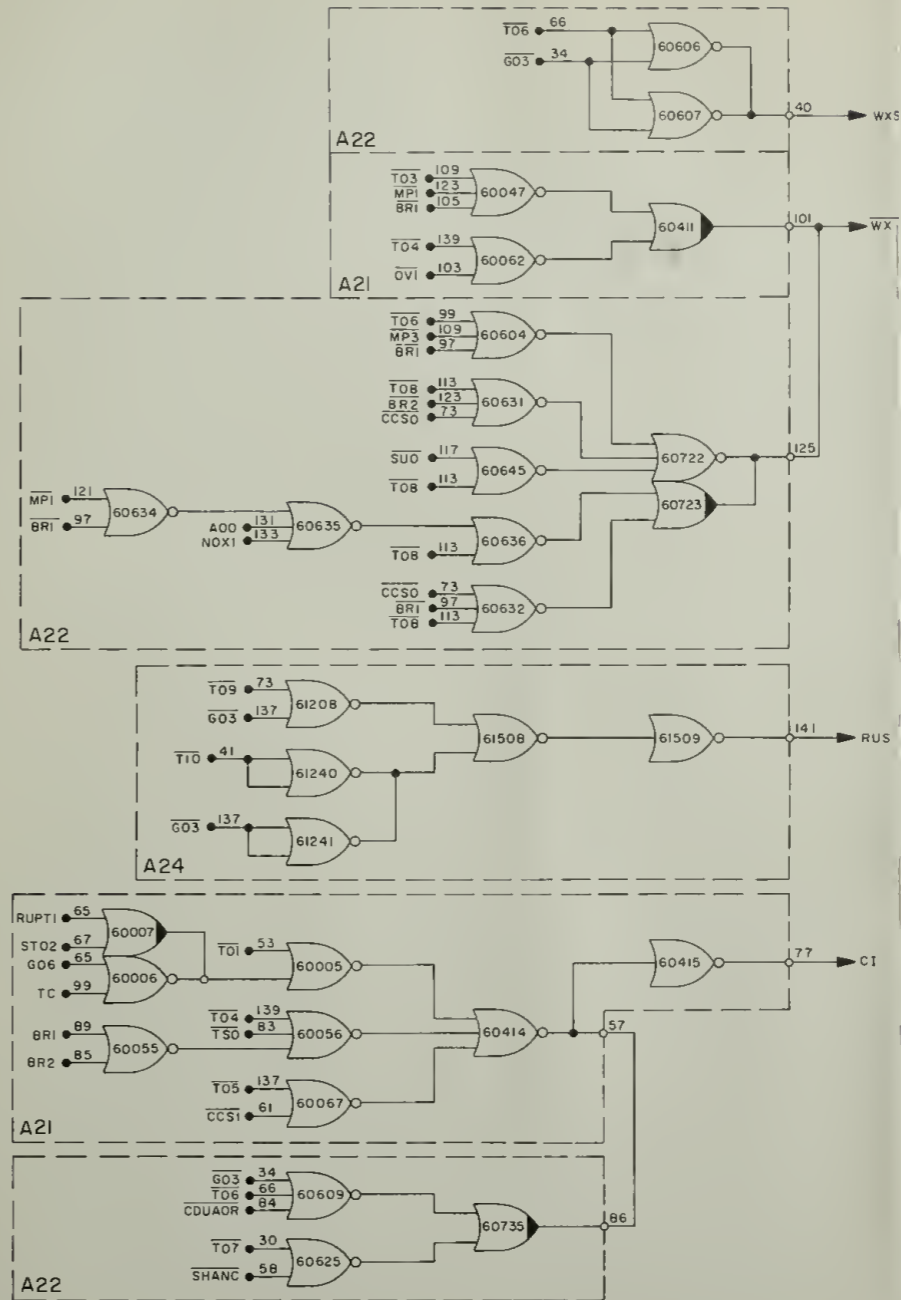 T06 66
G03 34
60606
60607
40 WXS
A22
T03 109
MP1 123
BR1 105
60047
T04 139
OV1 103
60062
60411
101 WX
A21
T06 99
MP3 109
BR1 97
60604
T08 113
BR2 123
CCS0 73
60631
SU0 117
T08 113
60645
60722
125
60723
MP1 121
BR1 97
60634
A00 131
NDX1 133
60635
T08 113
60636
CCS0 73
BR1 97
T08 113
60632
A22
T09 73
G03 137
61208
T10 41
61240
G03 137
61241
61508
61509
141 RUS
A24
RUPT1 65
STO2 67
60007
G06 65
TC 99
60006
T01 53
60005
BR1 89
BR2 85
60055
T04 139
TS0 83
60056
T05 137
CCS1 61
60067
60414
60415
77 CI
57
A21
G03 34
T06 66
CDUADR 84
60609
T07 30
SHANC 58
60625
60735
86
A22